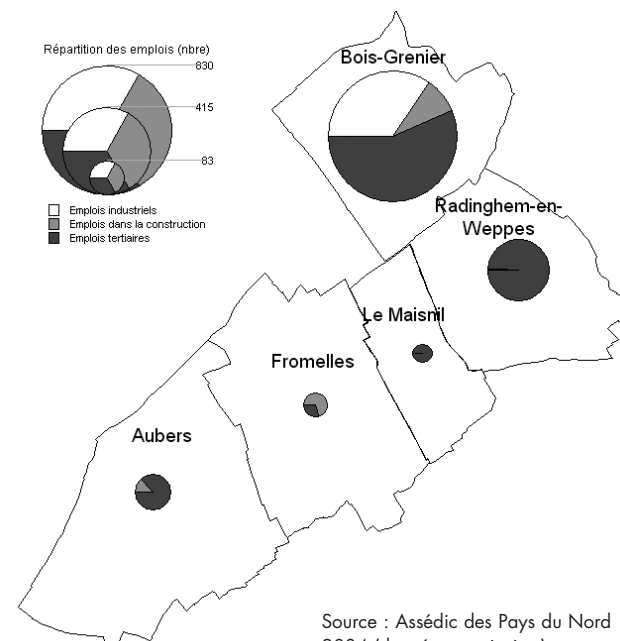 Répartition des emplois (nbre)
830
415
83
Emplois industriels
Emplois dans la construction
Emplois tertiaires
Bois-Grenier
Radinghem-en-
Weppes
Le Maisnil
Fromelles
Aubers
Source : Assédic des Pays du Nord